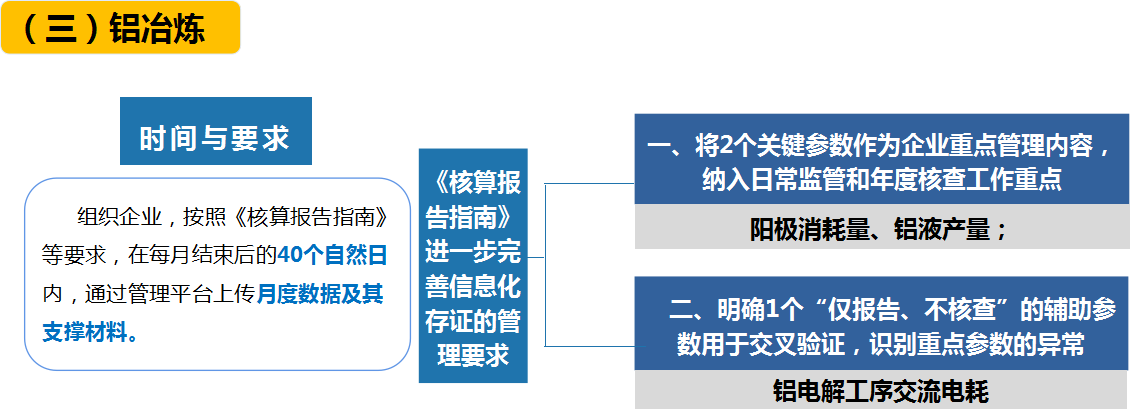 （三）铝冶炼
时间与要求
组织企业，按照《核算报告指南》
等要求，在每月结束后的40个自然日
内，通过管理平台上传月度数据及其
支撑材料。
《核算报
告指南》
进一步完
善信息化
存证的管
理要求
一、将2个关键参数作为企业重点管理内容，
纳入日常监管和年度核查工作重点
阳极消耗量、铝液产量；
二、明确1个“仅报告、不核查”的辅助参
数用于交叉验证，识别重点参数的异常
铝电解工序交流电耗